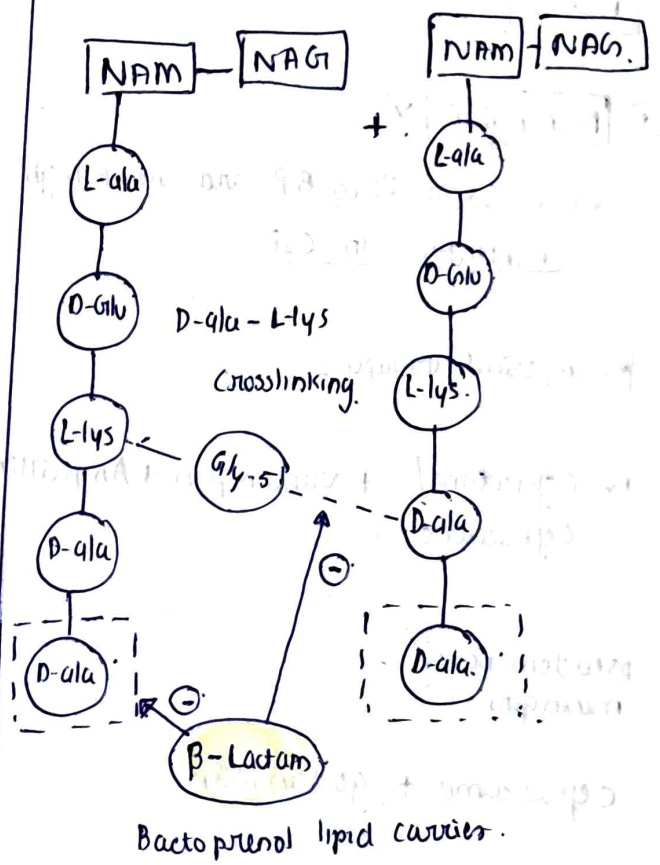 NAM NAG
NAM NAG.
+
L-ala
L-ala
D-Glu
D-Glu
D-ala - L-lys
Crosslinking.
L-lys
L-lys.
Gly-5
D-ala
D-ala
D-ala
D-ala.
β-Lactam
Bactoprenol lipid carrier.